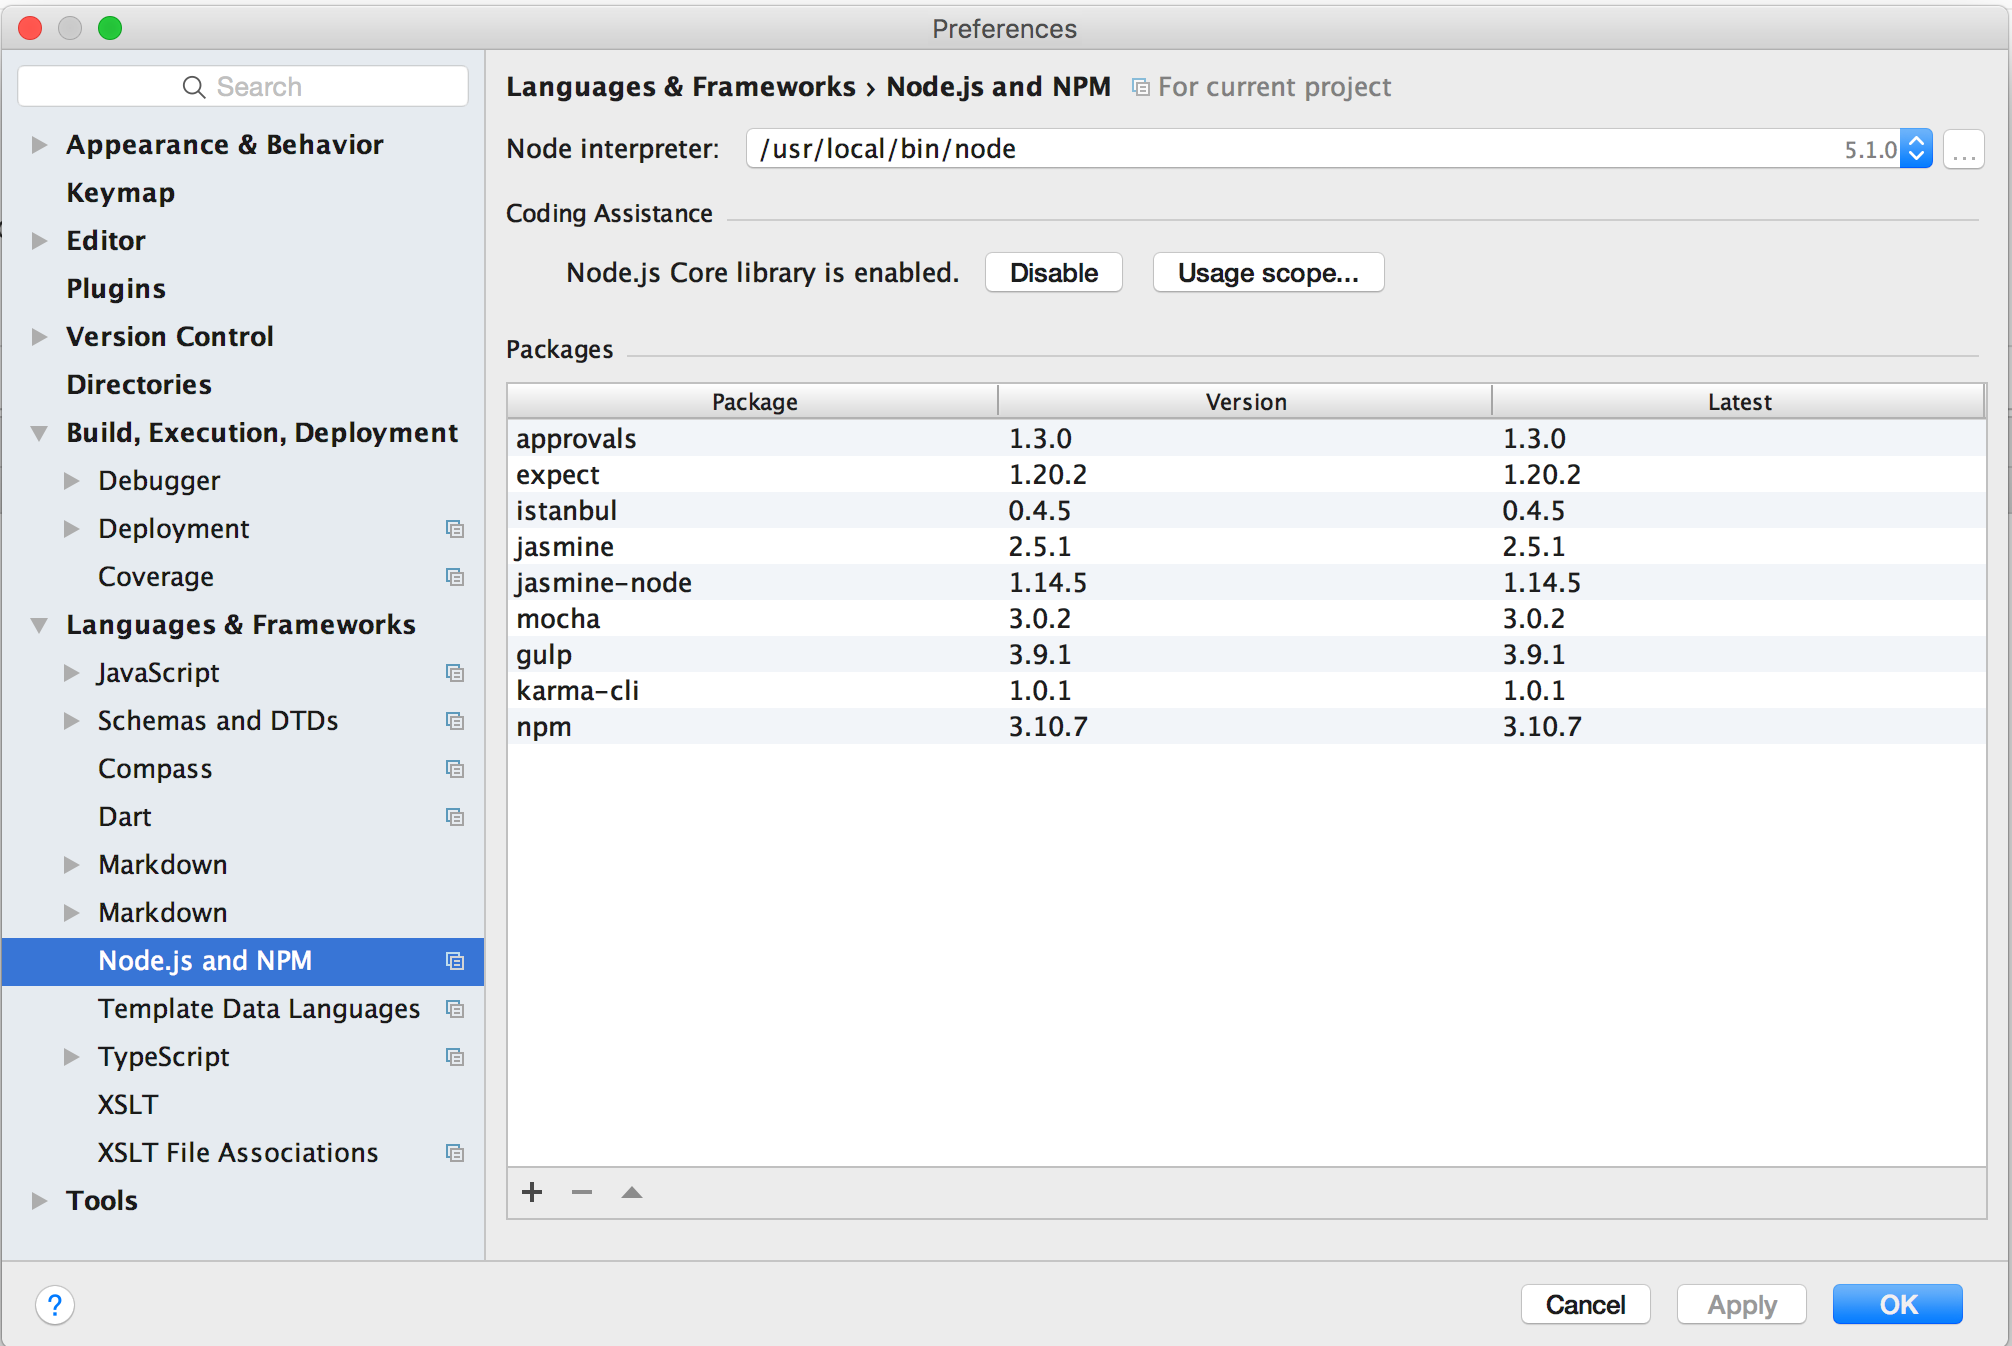 Preferences
Search
Appearance & Behavior
Keymap
Editor
Plugins
Version Control
Directories
Build, Execution, Deployment
Debugger
Deployment
Coverage
Languages & Frameworks
JavaScript
Schemas and DTDs
Compass
Dart
Markdown
Markdown
Node.js and NPM
Template Data Languages
TypeScript
XSLT
XSLT File Associations
Tools
Languages & Frameworks › Node.js and NPM For current project
Node interpreter: /usr/local/bin/node 5.1.0 ...
Coding Assistance
Node.js Core library is enabled. Disable Usage scope...
Packages
Package Version Latest
approvals 1.3.0 1.3.0
expect 1.20.2 1.20.2
istanbul 0.4.5 0.4.5
jasmine 2.5.1 2.5.1
jasmine-node 1.14.5 1.14.5
mocha 3.0.2 3.0.2
gulp 3.9.1 3.9.1
karma-cli 1.0.1 1.0.1
npm 3.10.7 3.10.7
? Cancel Apply OK